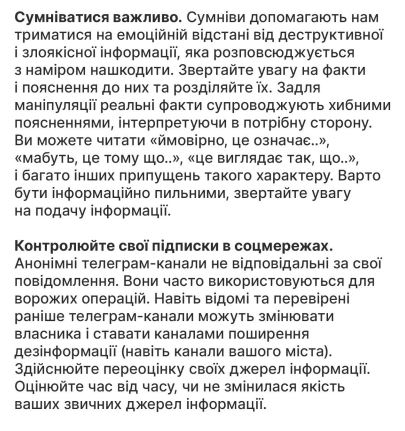 Сумніватися важливо. Сумніви допомагають нам
триматися на емоційній відстані від деструктивної
і злоякісної інформації, яка розповсюджується
з наміром нашкодити. Звертайте увагу на факти
і пояснення до них та розділяйте їх. Задля
маніпуляції реальні факти супроводжують хибними
поясненнями, інтерпретуючи в потрібну сторону.
Ви можете читати «ймовірно, це означає..»,
«мабуть, це тому що..», «це виглядає так, що..»,
і багато інших припущень такого характеру. Варто
бути інформаційно пильними, звертайте увагу
на подачу інформації.
Контролюйте свої підписки в соцмережах.
Анонімні телеграм-канали не відповідальні за свої
повідомлення. Вони часто використовуються для
ворожих операцій. Навіть відомі та перевірені
раніше телеграм-канали можуть змінювати
власника і ставати каналами поширення
дезінформації (навіть канали вашого міста).
Здійснюйте переоцінку своїх джерел інформації.
Оцінюйте час від часу, чи не змінилася якість
ваших звичних джерел інформації.